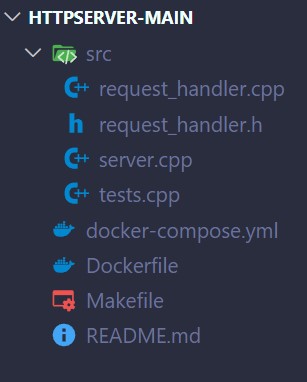 HTTPSERVER-MAIN
src
request_handler.cpp
h request_handler.h
server.cpp
tests.cpp
docker-compose.yml
Dockerfile
Makefile
README.md